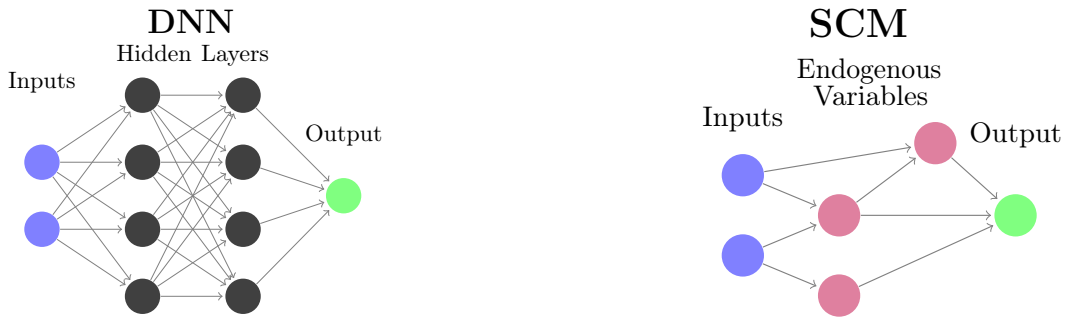 DNN
Hidden Layers
Inputs
Output
SCM
Endogenous
Variables
Inputs
Output